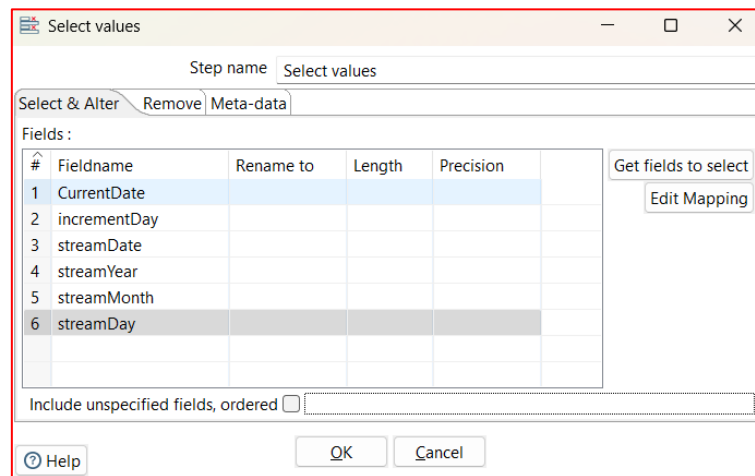 Select values
Step name Select values
Select & Alter Remove Meta-data
Fields :
# Fieldname Rename to Length Precision
Get fields to select
1 CurrentDate
Edit Mapping
2 incrementDay
3 streamDate
4 streamYear
5 streamMonth
6 streamDay
Include unspecified fields, ordered
Help OK Cancel